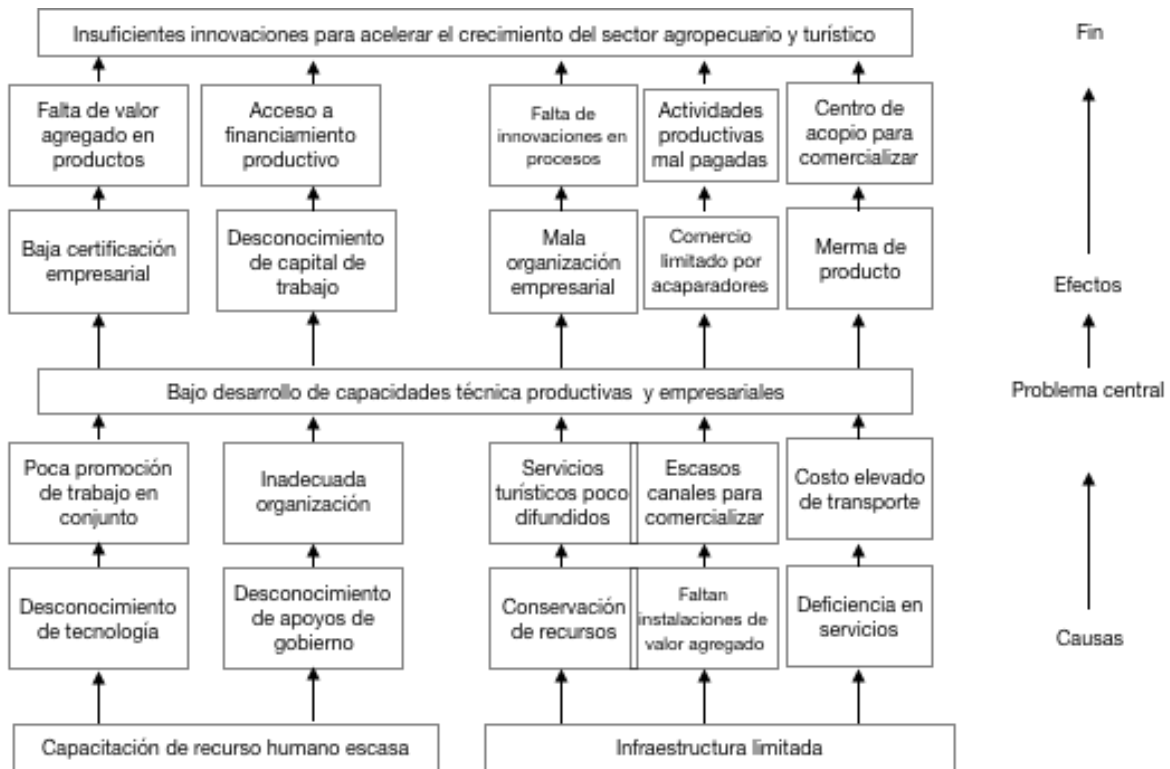 Insuficientes innovaciones para acelerar el crecimiento del sector agropecuario y turístico
Fin
Falta de valor
agregado en
productos
Acceso a
financiamiento
productivo
Falta de
innovaciones en
procesos
Actividades
productivas
mal pagadas
Centro de
acopio para
comercializar
Baja certificación
empresarial
Desconocimiento
de capital de
trabajo
Mala
organización
empresarial
Comercio
limitado por
acaparadores
Merma de
producto
Efectos
Bajo desarrollo de capacidades técnica productivas y empresariales
Problema central
Poca promoción
de trabajo en
conjunto
Inadecuada
organización
Servicios
turísticos poco
difundidos
Escasos
canales para
comercializar
Costo elevado
de transporte
Desconocimiento
de tecnología
Desconocimiento
de apoyos de
gobierno
Conservación
de recursos
Faltan
instalaciones de
valor agregado
Deficiencia en
servicios
Causas
Capacitación de recurso humano escasa
Infraestructura limitada